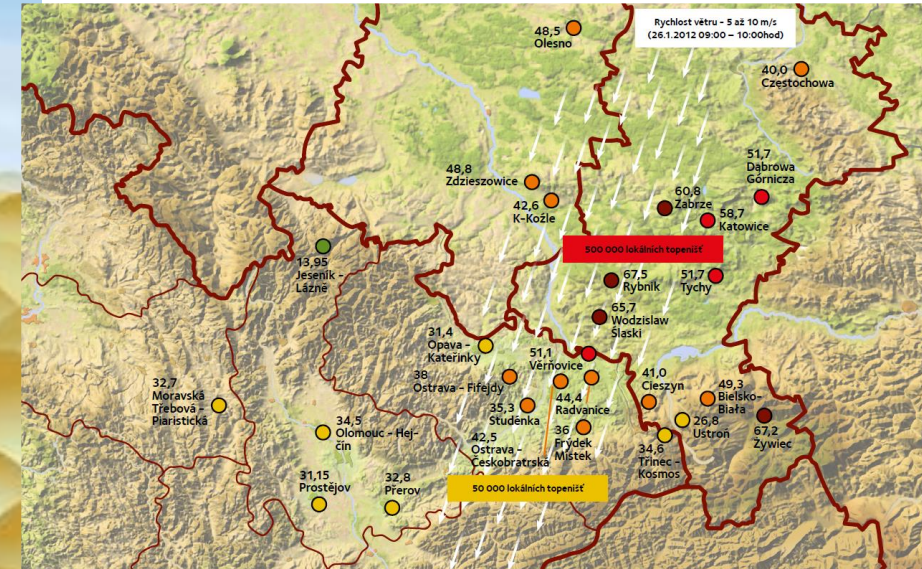 48,5
Olesno
Rychlost větru - 5 až 10 m/s
(26.1.2012 09:00 – 10:00hod)
40,0
Częstochowa
48,8
Zdzieszowice
42,6
K-Koźle
51,7
Dąbrowa
Górnicza
60,8
Zabrze
58,7
Katowice
500 000 lokálních topenišť
13,95
Jeseník -
Lázně
67,5
Rybnik
51,7
Tychy
65,7
Wodzislaw
Ślaski
31,4
Opava -
Kateřinky
51,1
Věrňovice
38
Ostrava - Fifejdy
32,7
Moravská
Třebová -
Piaristická
35,3
Studénka
44,4
Radvanice
41,0
Cieszyn
49,3
Bielsko-
Biała
26,8
Ustroń
67,2
Żywiec
34,5
Olomouc - Hej-
čín
42,5
Ostrava -
Českobratrská
36
Frýdek
Místek
34,6
Třinec -
Kosmos
31,15
Prostějov
32,8
Přerov
50 000 lokálních topenišť